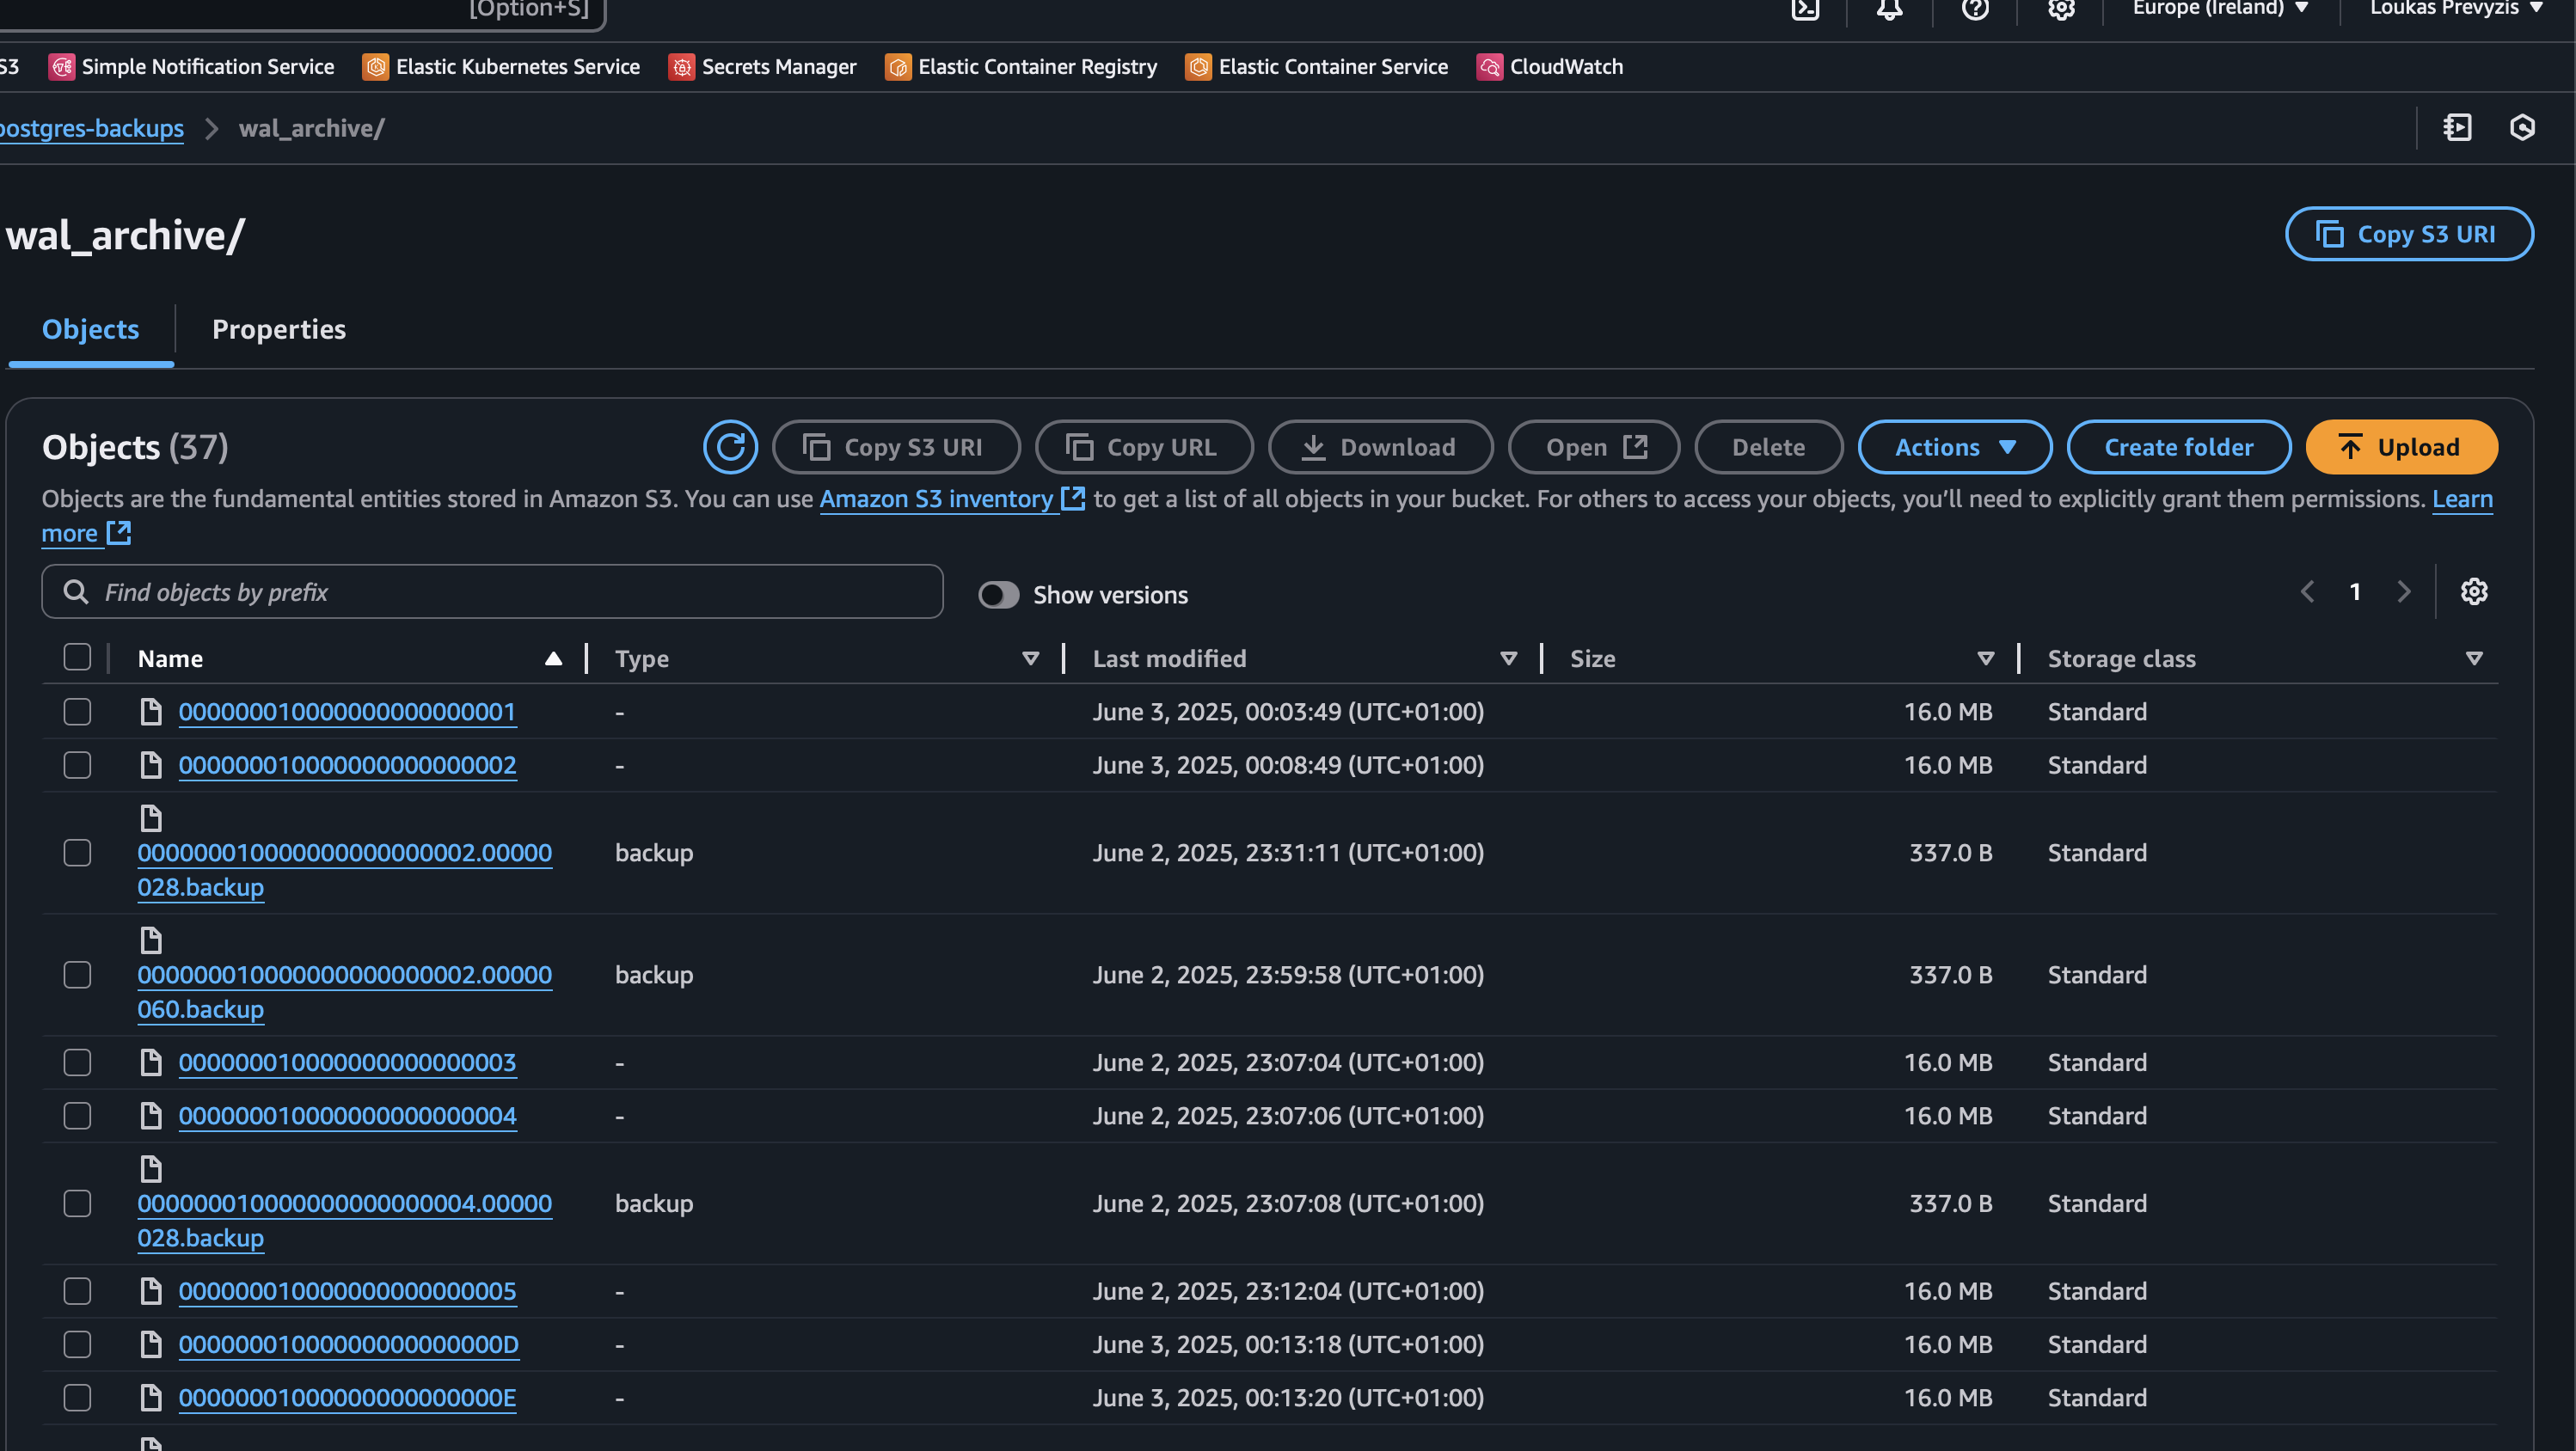 [Option+S]
Europe (Ireland)
Loukas Prevyzis
S3
Simple Notification Service
Elastic Kubernetes Service
Secrets Manager
Elastic Container Registry
Elastic Container Service
CloudWatch
postgres-backups
wal_archive/
wal_archive/
Copy S3 URI
Objects
Properties
Objects (37)
Copy S3 URI
Copy URL
Download
Open
Delete
Actions
Create folder
Upload
Objects are the fundamental entities stored in Amazon S3. You can use Amazon S3 inventory to get a list of all objects in your bucket. For others to access your objects, you’ll need to explicitly grant them permissions. Learn
more
Find objects by prefix
Show versions
1
Name Type Last modified Size Storage class
000000010000000000000001 - June 3, 2025, 00:03:49 (UTC+01:00) 16.0 MB Standard
000000010000000000000002 - June 3, 2025, 00:08:49 (UTC+01:00) 16.0 MB Standard
000000010000000000000002.00000 backup June 2, 2025, 23:31:11 (UTC+01:00) 337.0 B Standard
028.backup
000000010000000000000002.00000 backup June 2, 2025, 23:59:58 (UTC+01:00) 337.0 B Standard
060.backup
000000010000000000000003 - June 2, 2025, 23:07:04 (UTC+01:00) 16.0 MB Standard
000000010000000000000004 - June 2, 2025, 23:07:06 (UTC+01:00) 16.0 MB Standard
000000010000000000000004.00000 backup June 2, 2025, 23:07:08 (UTC+01:00) 337.0 B Standard
028.backup
000000010000000000000005 - June 2, 2025, 23:12:04 (UTC+01:00) 16.0 MB Standard
00000001000000000000000D - June 3, 2025, 00:13:18 (UTC+01:00) 16.0 MB Standard
00000001000000000000000E - June 3, 2025, 00:13:20 (UTC+01:00) 16.0 MB Standard